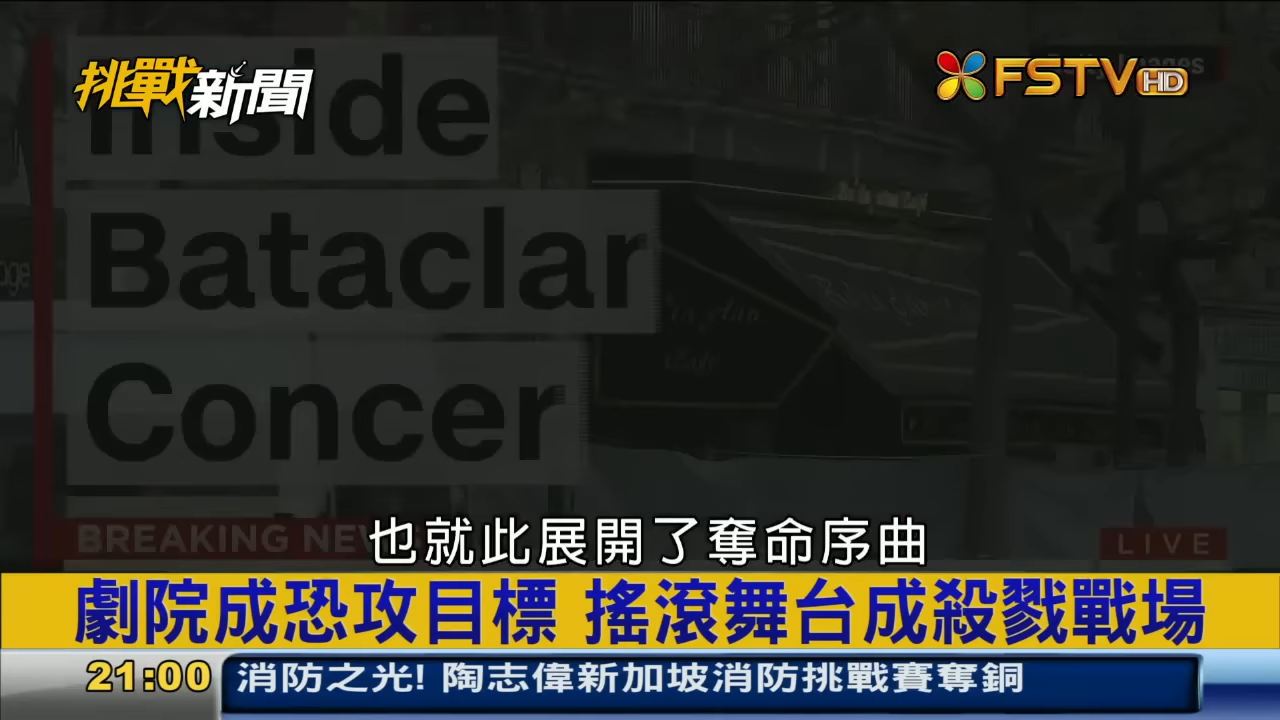 挑戰新聞
FSTV HD
Inside
Bataclan
Concer
BREAKING NEW
LIVE
也就此展開了奪命序曲
劇院成恐攻目標 搖滾舞台成殺戮戰場
21:00
消防之光! 陶志偉新加坡消防挑戰賽奪銅